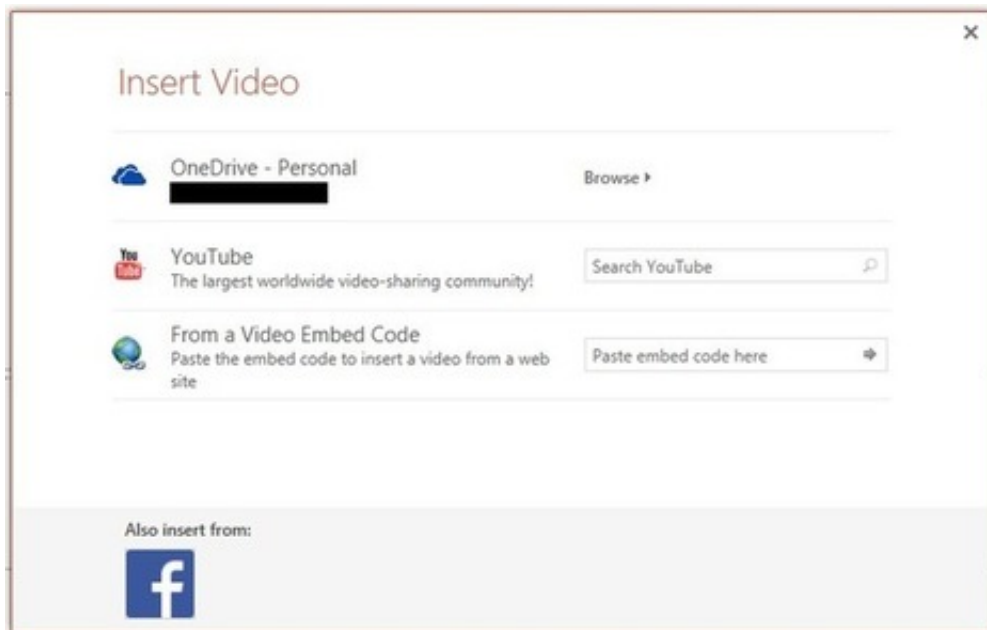 Insert Video
OneDrive - Personal
Browse
You
Tube
YouTube
The largest worldwide video-sharing community!
Search YouTube
From a Video Embed Code
Paste the embed code to insert a video from a web
site
Paste embed code here
Also insert from:
f